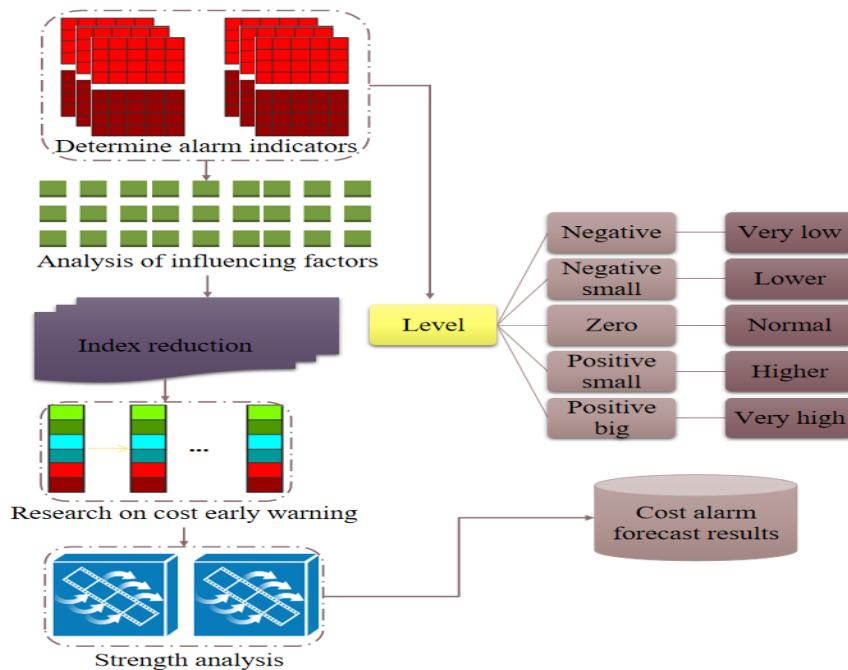 Determine alarm indicators
Analysis of influencing factors
Index reduction
...
Research on cost early warning
Strength analysis
Level
Negative
Very low
Negative
small
Lower
Zero
Normal
Positive
small
Higher
Positive
big
Very high
Cost alarm
forecast results